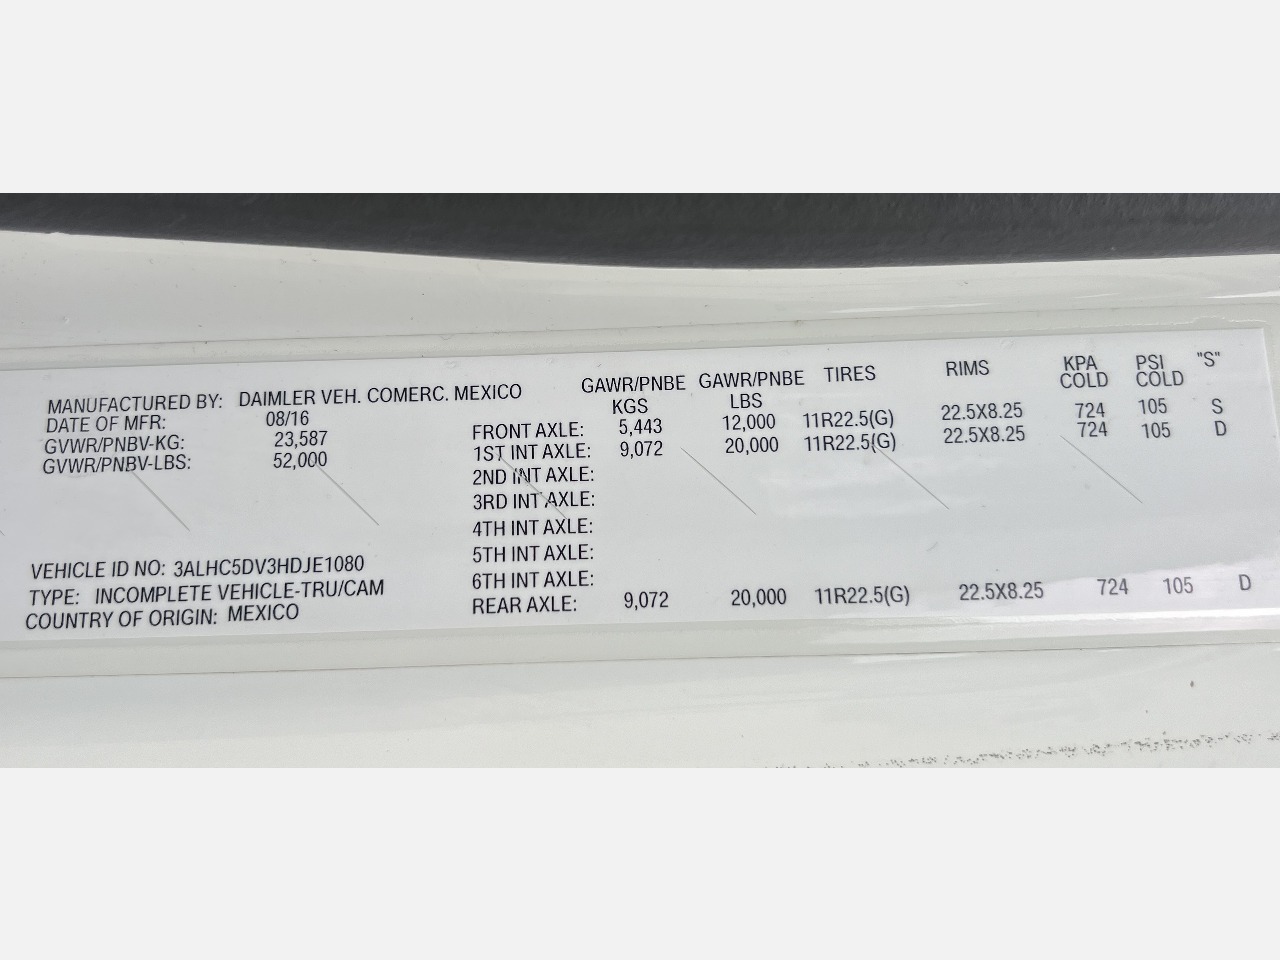 MANUFACTURED BY: DAIMLER VEH. COMERC. MEXICO
DATE OF MFR: 08/16
GVWR/PNBV-KG: 23,587
GVWR/PNBV-LBS: 52,000
VEHICLE ID NO: 3ALHC5DV3HDJE1080
TYPE: INCOMPLETE VEHICLE-TRU/CAM
COUNTRY OF ORIGIN: MEXICO
GAWR/PNBE KGS GAWR/PNBE LBS TIRES RIMS KPA COLD PSI COLD "S"
FRONT AXLE: 5,443 12,000 11R22.5(G) 22.5X8.25 724 105 S
1ST INT AXLE: 9,072 20,000 11R22.5(G) 22.5X8.25 724 105 D
2ND INT AXLE:
3RD INT AXLE:
4TH INT AXLE:
5TH INT AXLE:
6TH INT AXLE:
REAR AXLE: 9,072 20,000 11R22.5(G) 22.5X8.25 724 105 D